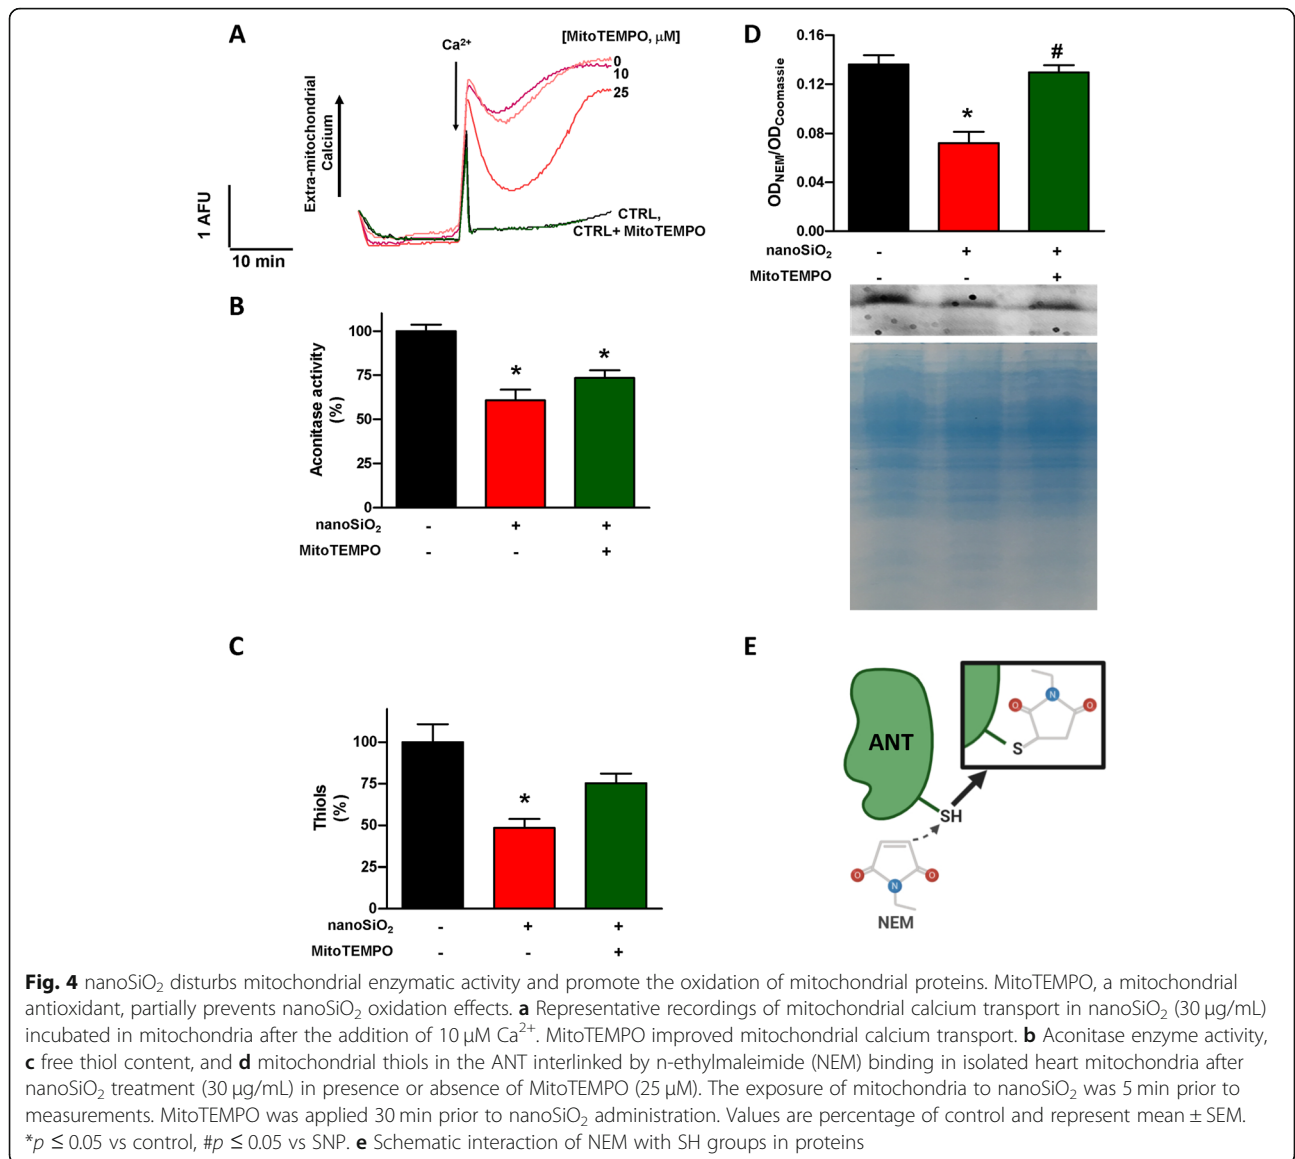 A
Ca²⁺
[MitoTEMPO, μM]
0
10
25
Extra-mitochondrial
Calcium
1 AFU
10 min
CTRL,
CTRL+ MitoTEMPO
B
Aconitase activity
(%)
100
75
50
25
0
nanoSiO₂ - + +
MitoTEMPO - - +
* *
C
Thiols
(%)
100
75
50
25
0
*
nanoSiO₂ - + +
MitoTEMPO - - +
D
OD_NEM/OD_Coomassie
0.16
0.12
0.08
0.04
0.00
* #
nanoSiO₂ - + +
MitoTEMPO - - +
E
ANT
SH
O
N
O
S
O
N
O
NEM
Fig. 4 nanoSiO₂ disturbs mitochondrial enzymatic activity and promote the oxidation of mitochondrial proteins. MitoTEMPO, a mitochondrial
antioxidant, partially prevents nanoSiO₂ oxidation effects. a Representative recordings of mitochondrial calcium transport in nanoSiO₂ (30 μg/mL)
incubated in mitochondria after the addition of 10 μM Ca²⁺. MitoTEMPO improved mitochondrial calcium transport. b Aconitase enzyme activity,
c free thiol content, and d mitochondrial thiols in the ANT interlinked by n-ethylmaleimide (NEM) binding in isolated heart mitochondria after
nanoSiO₂ treatment (30 μg/mL) in presence or absence of MitoTEMPO (25 μM). The exposure of mitochondria to nanoSiO₂ was 5 min prior to
measurements. MitoTEMPO was applied 30 min prior to nanoSiO₂ administration. Values are percentage of control and represent mean ± SEM.
*p ≤ 0.05 vs control, #p ≤ 0.05 vs SNP. e Schematic interaction of NEM with SH groups in proteins